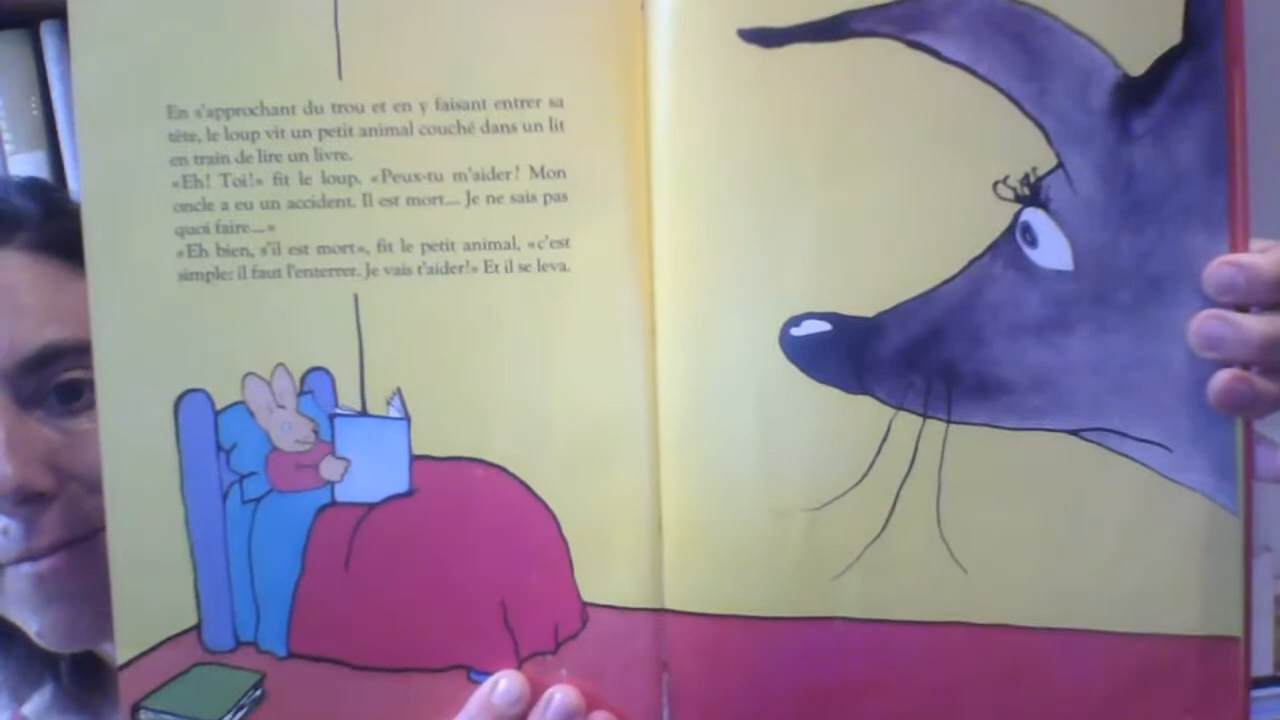 En s'approchant du trou et en y faisant entrer sa
tête, le loup vit un petit animal couché dans un lit
en train de lire un livre.
«Eh! Toi!» fit le loup. «Peux-tu m'aider? Mon
oncle a eu un accident. Il est mort... Je ne sais pas
quoi faire...»
«Eh bien, s'il est mort», fit le petit animal, «c'est
simple: il faut l'enterrer. Je vais t'aider!» Et il se leva.